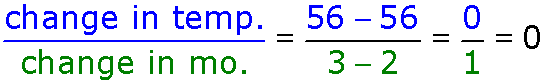 change in temp. / change in mo. = 56 – 56 / 3 – 2 = 0 / 1 = 0